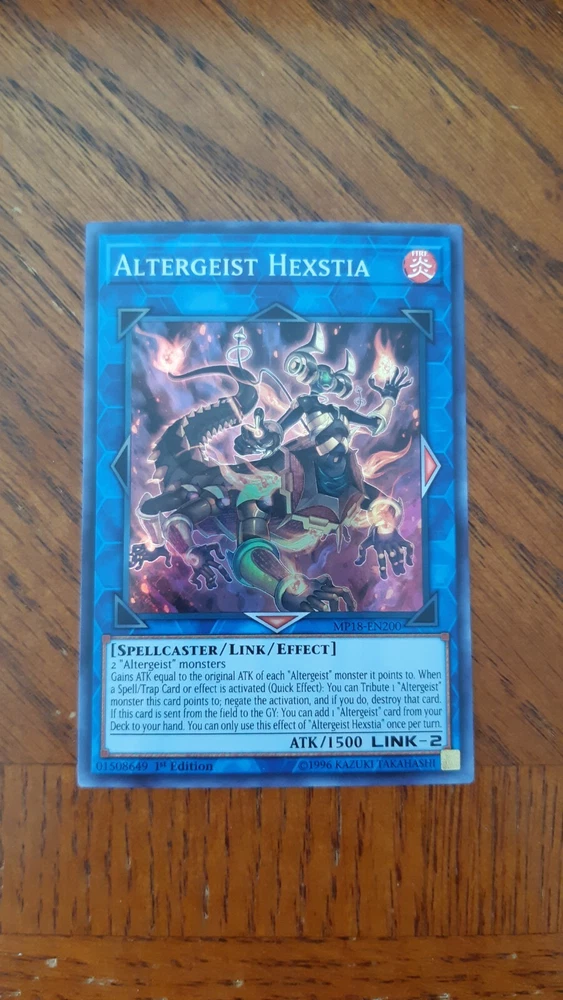 ALTERGEIST HEXSTIA
FIRE
炎
MP18-EN200
[SPELLCASTER/LINK/EFFECT]
2 "Altergeist" monsters
Gains ATK equal to the original ATK of each "Altergeist" monster it points to. When
a Spell/Trap Card or effect is activated (Quick Effect): You can Tribute 1 "Altergeist"
monster this card points to; negate the activation, and if you do, destroy that card.
If this card is sent from the field to the GY: You can add 1 "Altergeist" card from your
Deck to your hand. You can only use this effect of "Altergeist Hexstia" once per turn.
ATK/1500 LINK-2
01508649 1st Edition ©1996 KAZUKI TAKAHASHI